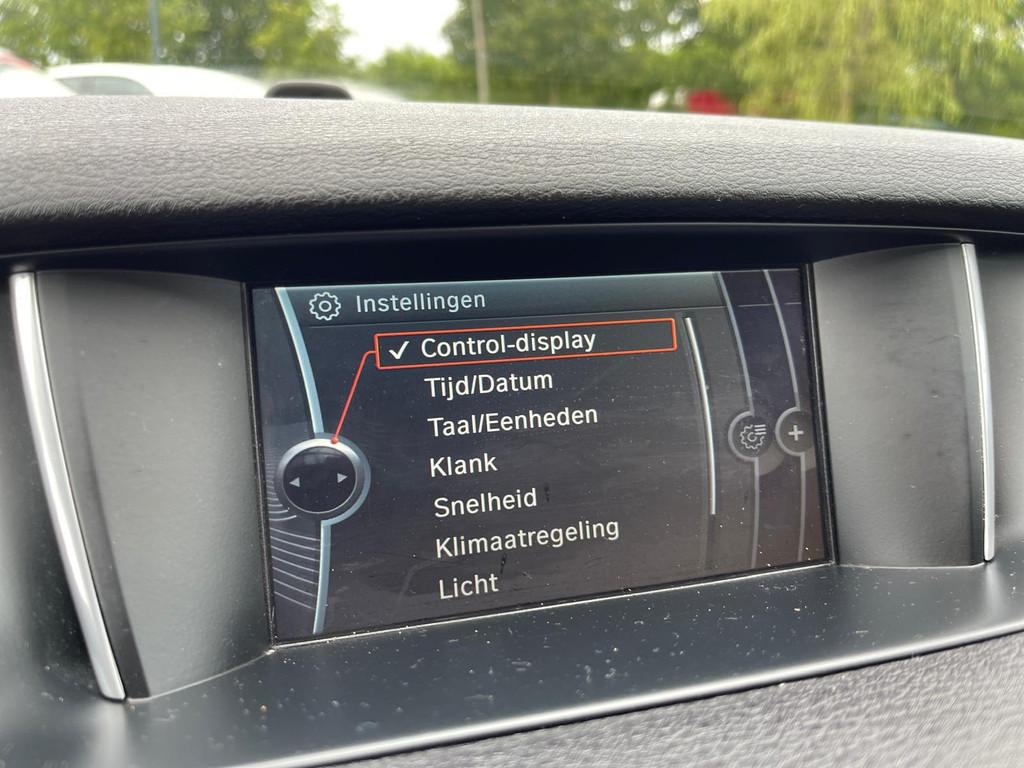 Instellingen
Control-display
Tijd/Datum
Taal/Eenheden
Klank
Snelheid
Klimaatregeling
Licht